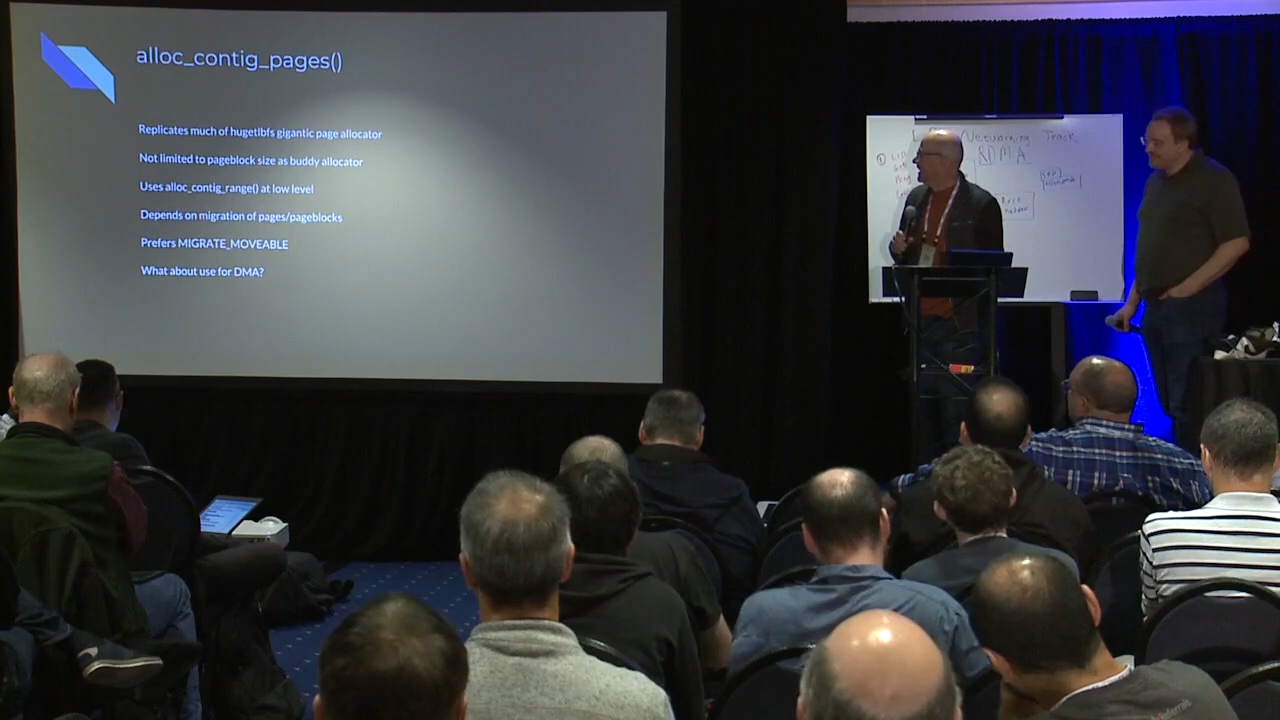 alloc_contig_pages()
Replicates much of hugetlbfs gigantic page allocator
Not limited to pageblock size as buddy allocator
Uses alloc_contig_range() at low level
Depends on migration of pages/pageblocks
Prefers MIGRATE_MOVEABLE
What about use for DMA?
Networking Track
RDMA